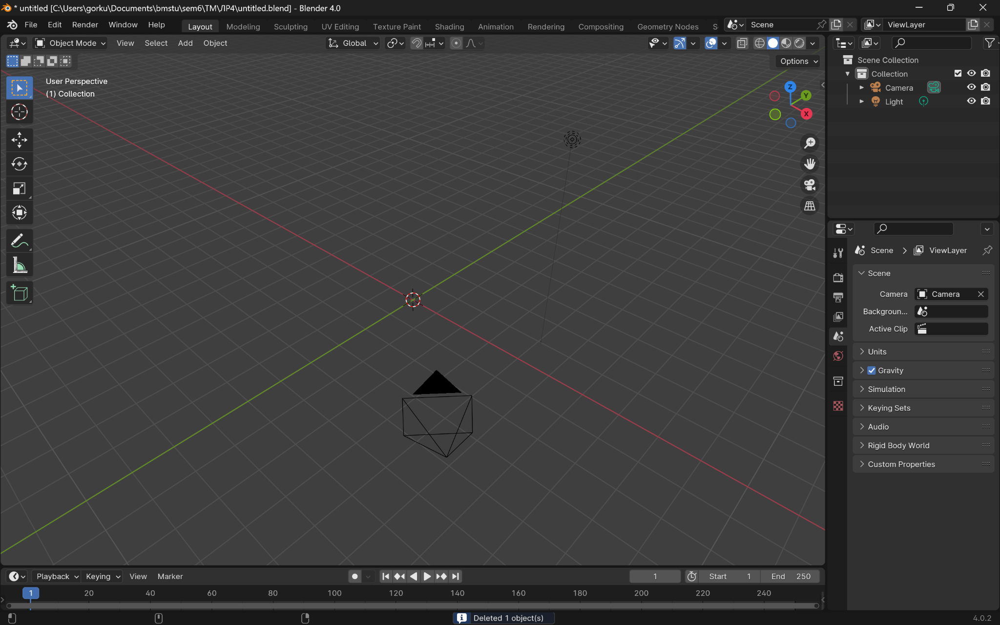 * untitled [C:\Users\gorku\Documents\bmstu\sem6\TM\ЛР4\untitled.blend] - Blender 4.0
File Edit Render Window Help Layout Modeling Sculpting UV Editing Texture Paint Shading Animation Rendering Compositing Geometry Nodes S Scene ViewLayer
Object Mode View Select Add Object Global
Options
User Perspective
(1) Collection
Z
Y
X
Scene Collection
Collection
Camera
Light
Scene ViewLayer
Scene
Camera Camera
Backgroun...
Active Clip
Units
Gravity
Simulation
Keying Sets
Audio
Rigid Body World
Custom Properties
Playback Keying View Marker 1 Start 1 End 250
1 20 40 60 80 100 120 140 160 180 200 220 240
Deleted 1 object(s) 4.0.2